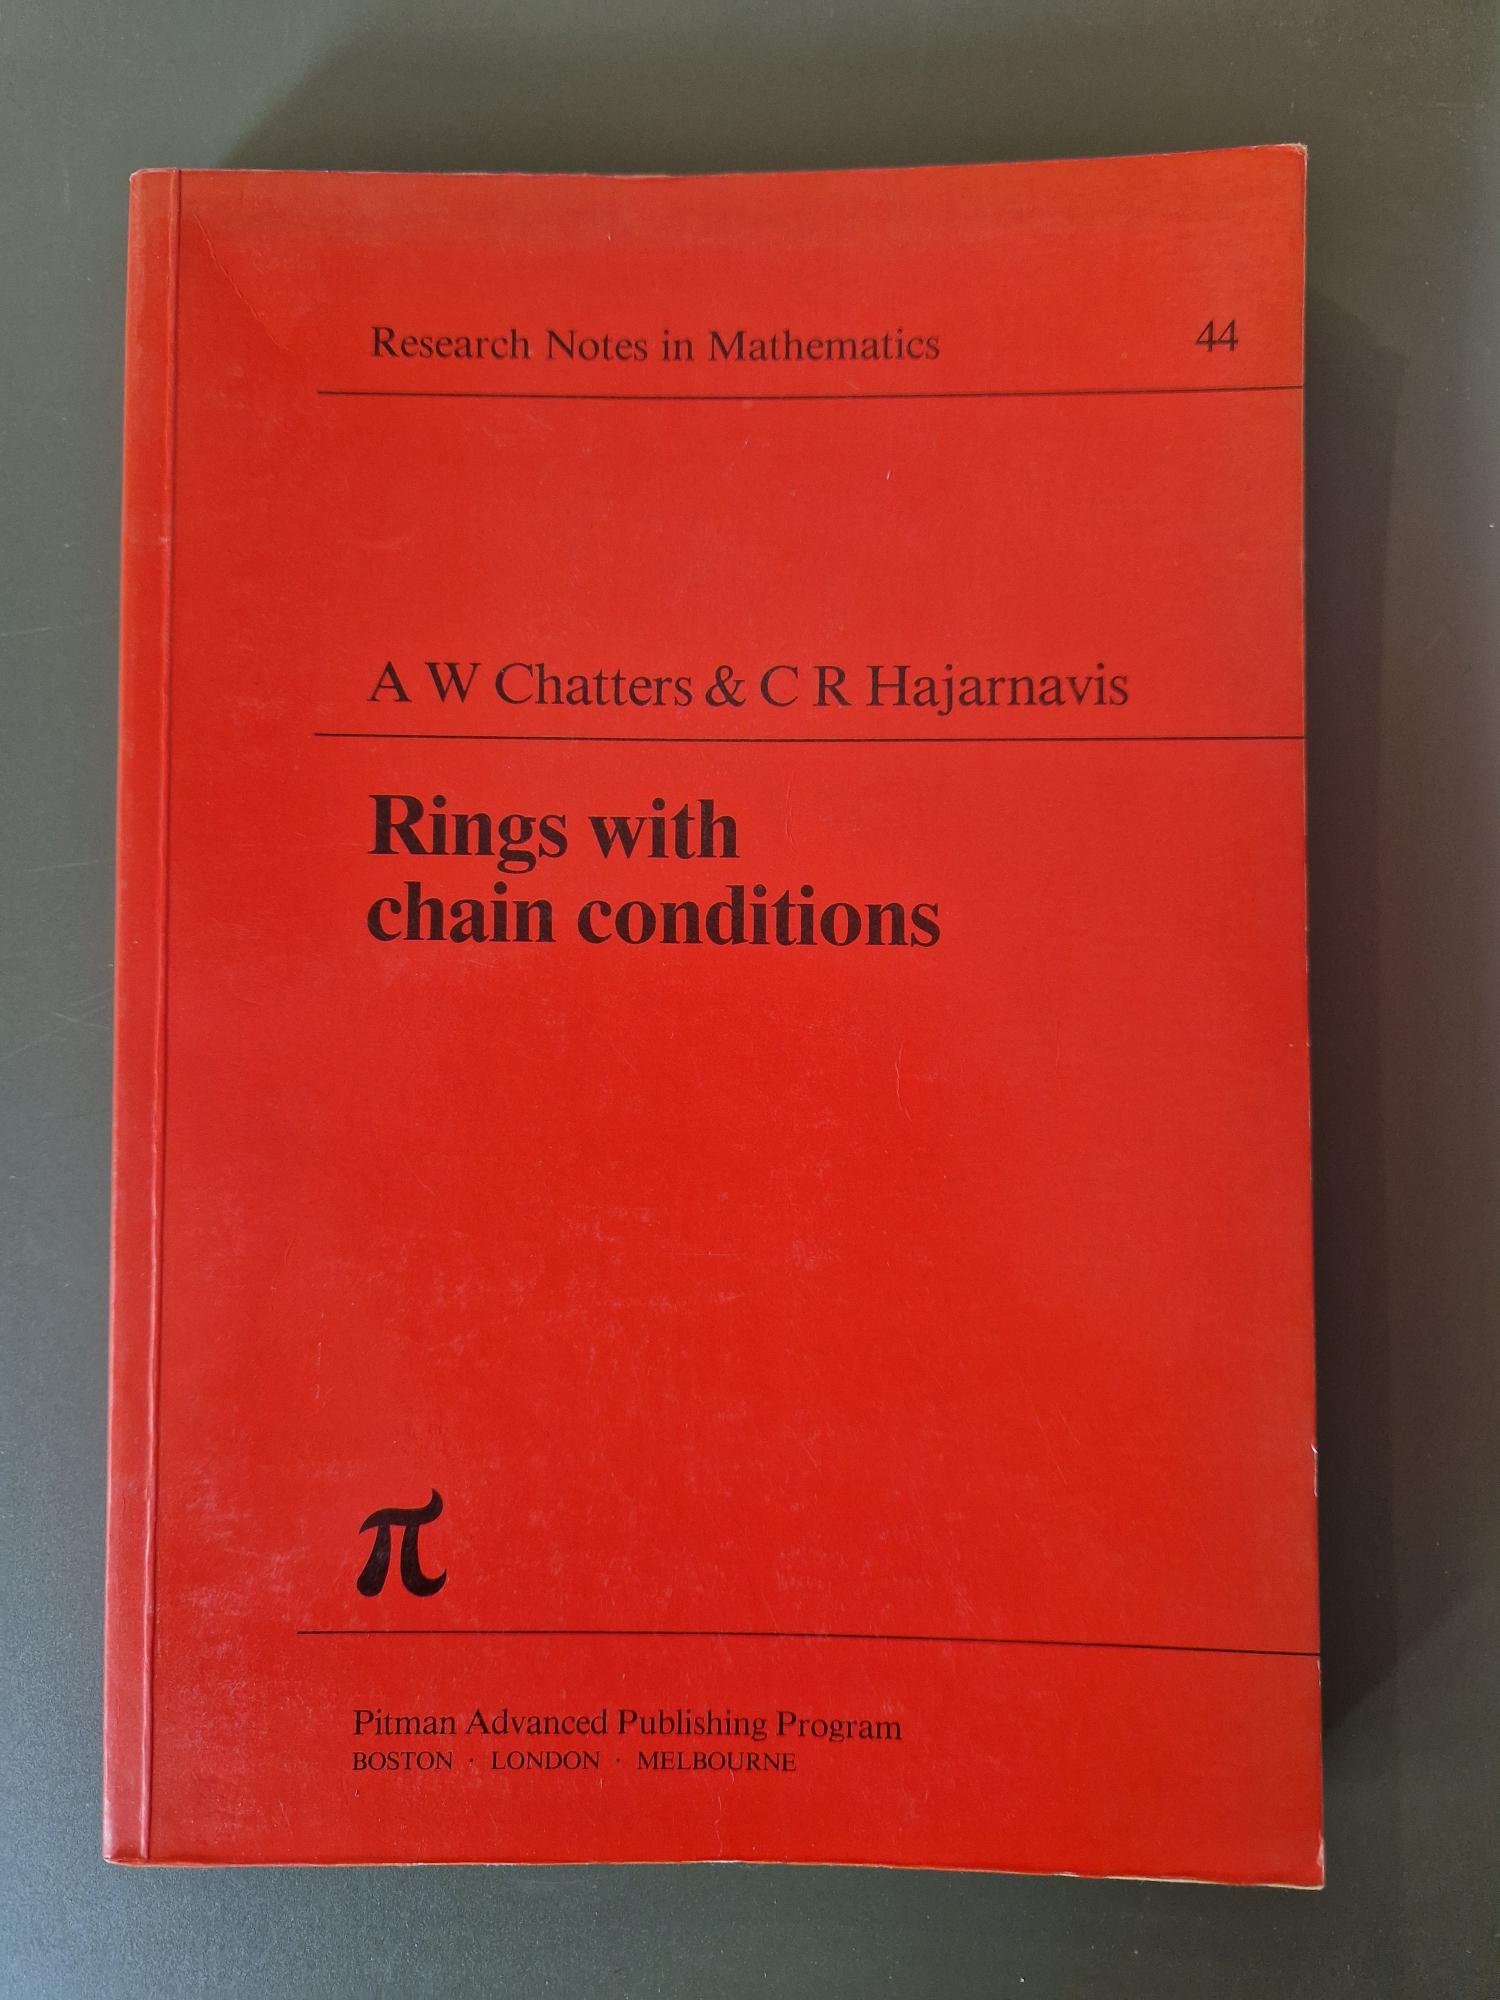 Research Notes in Mathematics 44
A W Chatters & C R Hajarnavis
Rings with
chain conditions
π
Pitman Advanced Publishing Program
BOSTON · LONDON · MELBOURNE